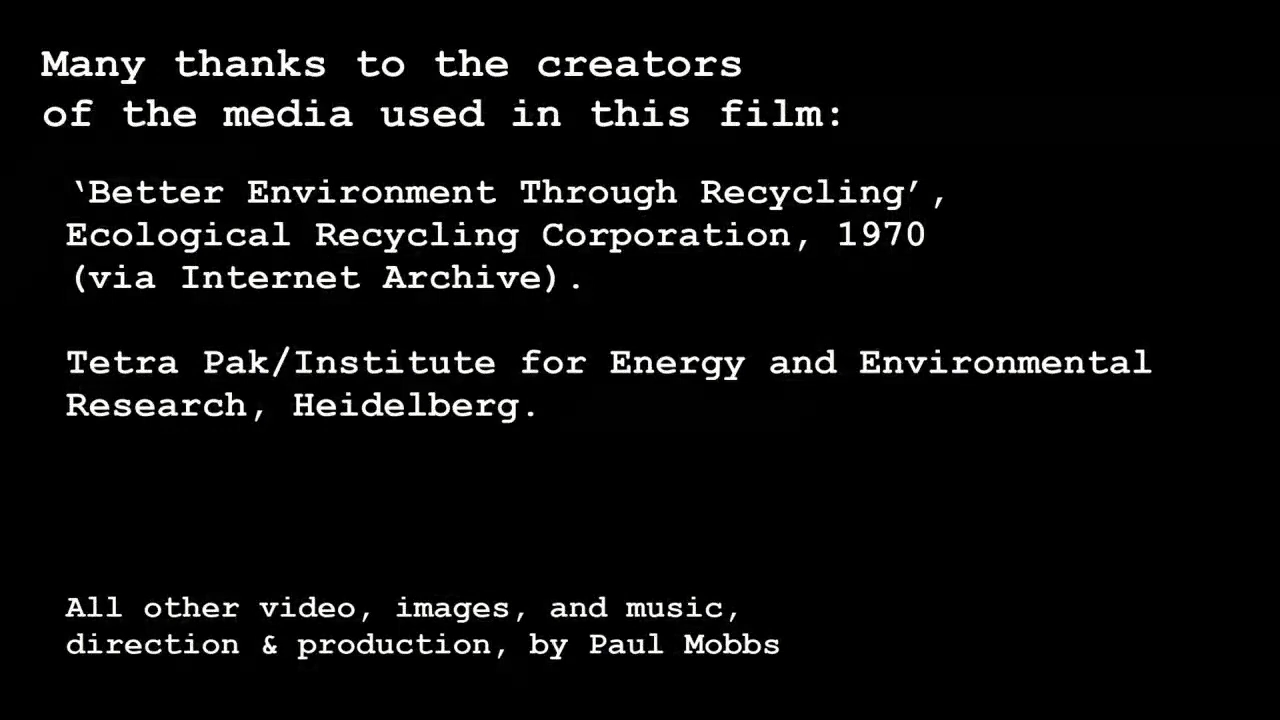 Many thanks to the creators
of the media used in this film:
‘Better Environment Through Recycling’,
Ecological Recycling Corporation, 1970
(via Internet Archive).
Tetra Pak/Institute for Energy and Environmental
Research, Heidelberg.
All other video, images, and music,
direction & production, by Paul Mobbs